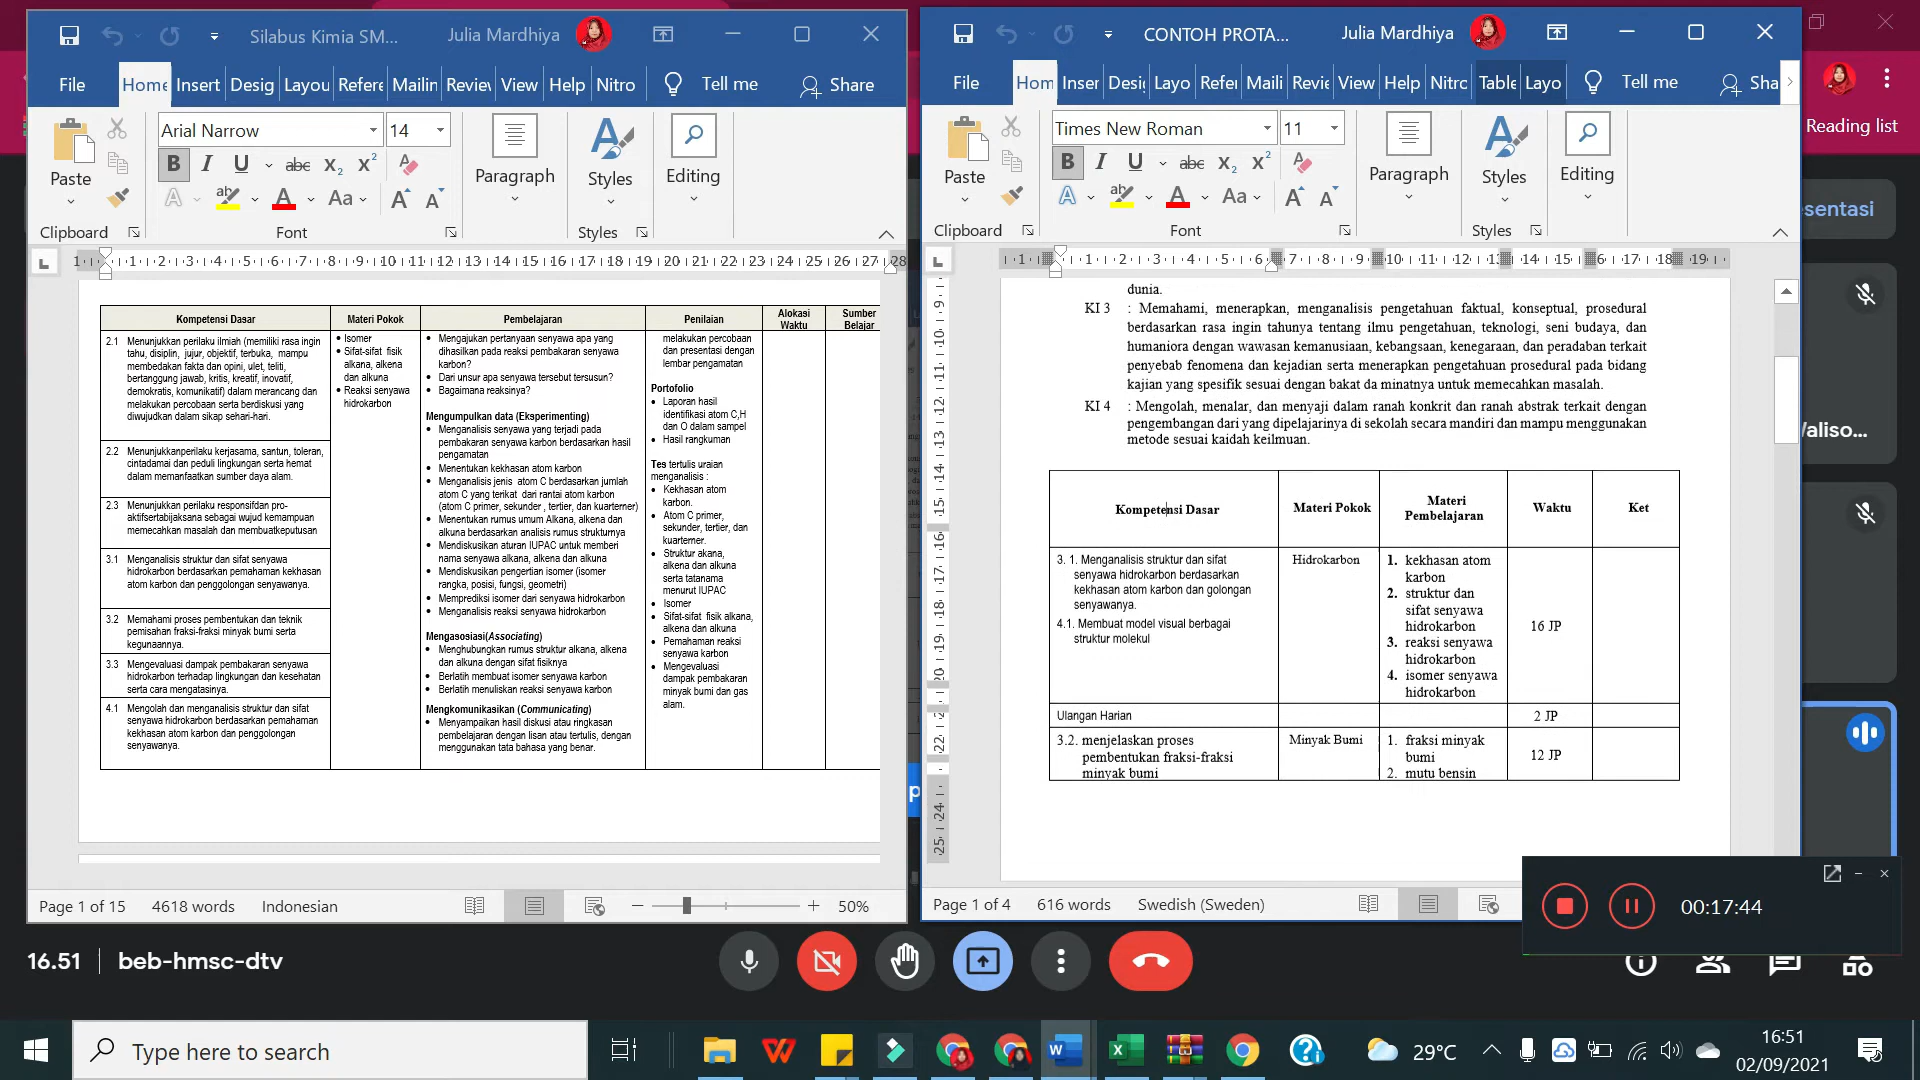 Silabus Kimia SM...
Julia Mardhiya
File Home Insert Desig Layou Refere Mailin Review View Help Nitro Tell me Share
Arial Narrow 14
Paste
Paragraph Styles Editing
Clipboard Font Styles
Kompetensi Dasar Materi Pokok Pembelajaran Penilaian Alokasi Waktu Sumber Belajar
2.1 Menunjukkan perilaku ilmiah (memiliki rasa ingin
tahu, disiplin, jujur, objektif, terbuka, mampu
membedakan fakta dan opini, ulet, teliti,
bertanggung jawab, kritis, kreatif, inovatif,
demokratis, komunikatif) dalam merancang dan
melakukan percobaan serta berdiskusi yang
diwujudkan dalam sikap sehari-hari.
2.2 Menunjukkanperilaku kerjasama, santun, toleran,
cintadamai dan peduli lingkungan serta hemat
dalam memanfaatkan sumber daya alam.
2.3 Menunjukkan perilaku responsifdan pro-
aktifsertabijaksana sebagai wujud kemampuan
memecahkan masalah dan membuatkeputusan
3.1 Menganalisis struktur dan sifat senyawa
hidrokarbon berdasarkan pemahaman kekhasan
atom karbon dan penggolongan senyawanya.
3.2 Memahami proses pembentukan dan teknik
pemisahan fraksi-fraksi minyak bumi serta
kegunaannya.
3.3 Mengevaluasi dampak pembakaran senyawa
hidrokarbon terhadap lingkungan dan kesehatan
serta cara mengatasinya.
4.1 Mengolah dan menganalisis struktur dan sifat
senyawa hidrokarbon berdasarkan pemahaman
kekhasan atom karbon dan penggolongan
senyawanya.
• Isomer
• Sifat-sifat fisik
alkana, alkena
dan alkuna
• Reaksi senyawa
hidrokarbon
• Mengajukan pertanyaan senyawa apa yang
dihasilkan pada reaksi pembakaran senyawa
karbon?
• Dari unsur apa senyawa tersebut tersusun?
• Bagaimana reaksinya?
Mengumpulkan data (Eksperimenting)
• Menganalisis senyawa yang terjadi pada
pembakaran senyawa karbon berdasarkan hasil
pengamatan
• Menentukan kekhasan atom karbon
• Menganalisis jenis atom C berdasarkan jumlah
atom C yang terikat dari rantai atom karbon
(atom C primer, sekunder , tertier, dan kuarterner)
• Menentukan rumus umum Alkana, alkena dan
alkuna berdasarkan analisis rumus strukturnya
• Mendiskusikan aturan IUPAC untuk memberi
nama senyawa alkana, alkena dan alkuna
• Mendiskusikan pengertian isomer (isomer
rangka, posisi, fungsi, geometri)
• Memprediksi isomer dari senyawa hidrokarbon
• Menganalisis reaksi senyawa hidrokarbon
Mengasosiasi(Associating)
• Menghubungkan rumus struktur alkana, alkena
dan alkuna dengan sifat fisiknya
• Berlatih membuat isomer senyawa karbon
• Berlatih menuliskan reaksi senyawa karbon
Mengkomunikasikan (Communicating)
• Menyampaikan hasil diskusi atau ringkasan
pembelajaran dengan lisan atau tertulis, dengan
menggunakan tata bahasa yang benar.
melakukan percobaan
dan presentasi dengan
lembar pengamatan
Portofolio
• Laporan hasil
identifikasi atom C,H
dan O dalam sampel
• Hasil rangkuman
Tes tertulis uraian
menganalisis :
• Kekhasan atom
karbon.
• Atom C primer,
sekunder, tertier, dan
kuarterner.
• Struktur akana,
alkena dan alkuna
serta tatanama
menurut IUPAC
• Isomer
• Sifat-sifat fisik alkana,
alkena dan alkuna
• Pemahaman reaksi
senyawa karbon
• Mengevaluasi
dampak pembakaran
minyak bumi dan gas
alam.
Page 1 of 15 4618 words Indonesian 50%
CONTOH PROTA...
Julia Mardhiya
File Hom Inser Desig Layo Refer Maili Revie View Help Nitro Table Layo Tell me Sha
Times New Roman 11
Paste
Paragraph Styles Editing
Clipboard Font Styles
dunia.
KI 3 : Memahami, menerapkan, menganalisis pengetahuan faktual, konseptual, prosedural
berdasarkan rasa ingin tahunya tentang ilmu pengetahuan, teknologi, seni budaya, dan
humaniora dengan wawasan kemanusiaan, kebangsaan, kenegaraan, dan peradaban terkait
penyebab fenomena dan kejadian serta menerapkan pengetahuan prosedural pada bidang
kajian yang spesifik sesuai dengan bakat da minatnya untuk memecahkan masalah.
KI 4 : Mengolah, menalar, dan menyaji dalam ranah konkrit dan ranah abstrak terkait dengan
pengembangan dari yang dipelajarinya di sekolah secara mandiri dan mampu menggunakan
metode sesuai kaidah keilmuan.
Kompetensi Dasar Materi Pokok Materi Pembelajaran Waktu Ket
3. 1. Menganalisis struktur dan sifat
senyawa hidrokarbon berdasarkan
kekhasan atom karbon dan golongan
senyawanya.
4.1. Membuat model visual berbagai
struktur molekul
Hidrokarbon
1. kekhasan atom
karbon
2. struktur dan
sifat senyawa
hidrokarbon
3. reaksi senyawa
hidrokarbon
4. isomer senyawa
hidrokarbon
16 JP
Ulangan Harian 2 JP
3.2. menjelaskan proses
pembentukan fraksi-fraksi
minyak bumi
Minyak Bumi
1. fraksi minyak
bumi
2. mutu bensin
12 JP
Page 1 of 4 616 words Swedish (Sweden)
Reading list
sentasi
aliso...
00:17:44
16.51 beb-hmsc-dtv
Type here to search
29°C
16:51
02/09/2021